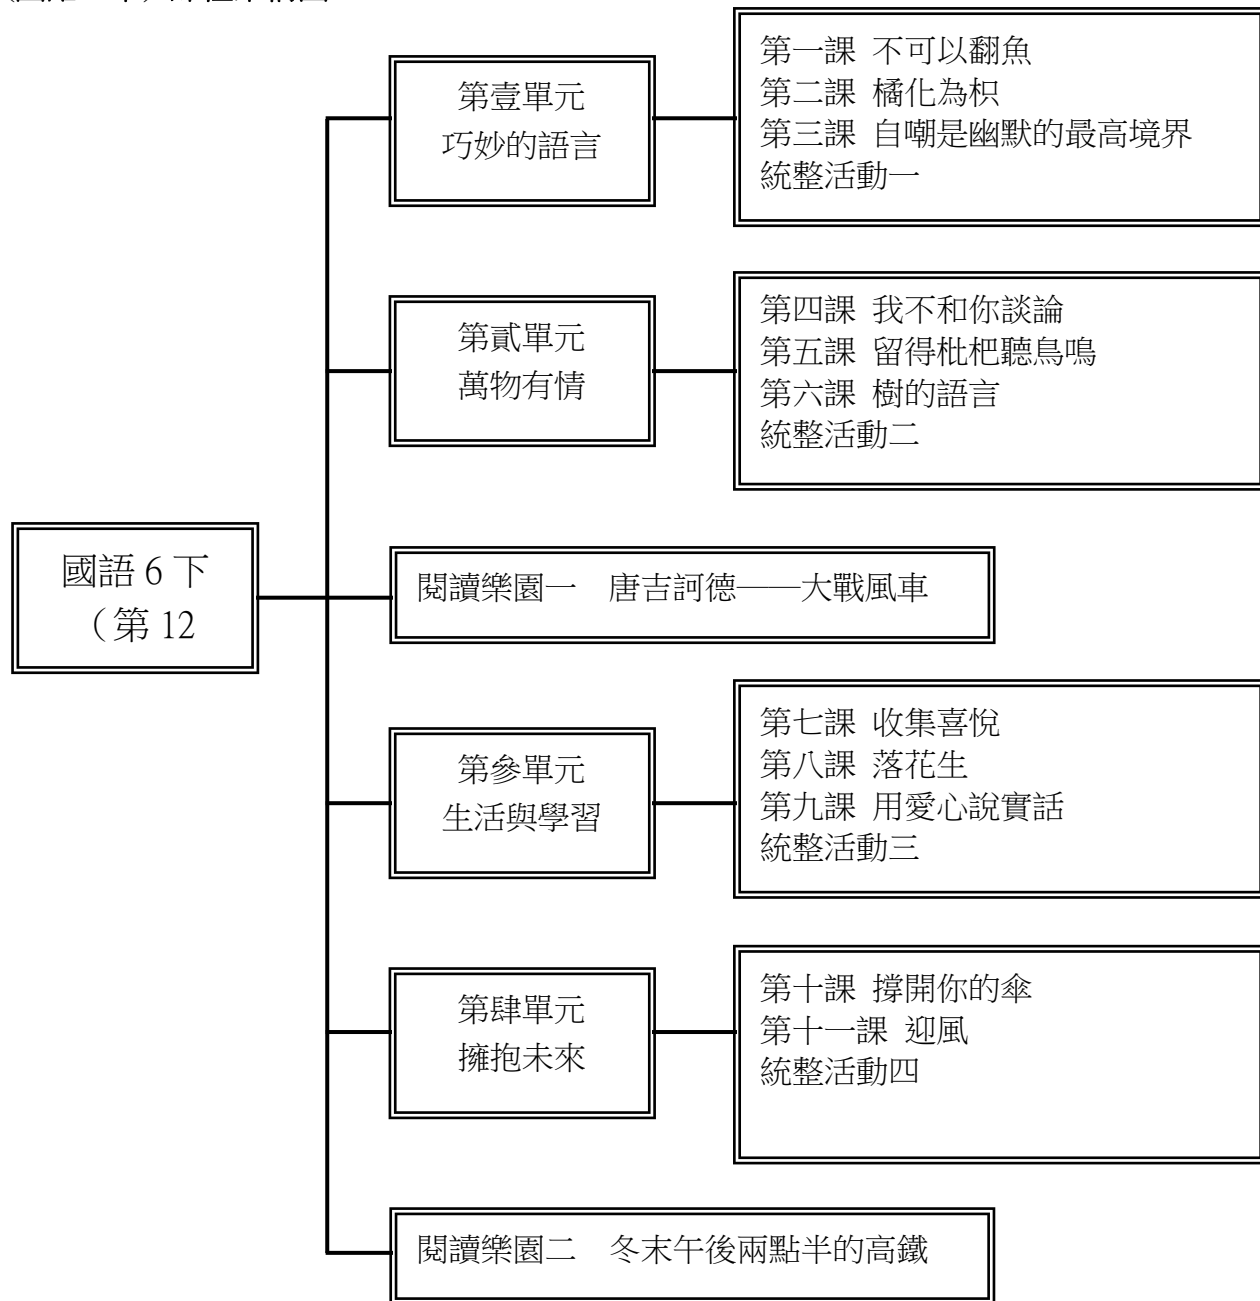 第壹單元
巧妙的語言
第一課 不可以翻魚
第二課 橘化為枳
第三課 自嘲是幽默的最高境界
統整活動一
第貳單元
萬物有情
第四課 我不和你談論
第五課 留得枇杷聽鳥鳴
第六課 樹的語言
統整活動二
國語 6 下
（第 12
閱讀樂園一 唐吉訶德——大戰風車
第參單元
生活與學習
第七課 收集喜悅
第八課 落花生
第九課 用愛心說實話
統整活動三
第肆單元
擁抱未來
第十課 撐開你的傘
第十一課 迎風
統整活動四
閱讀樂園二 冬末午後兩點半的高鐵